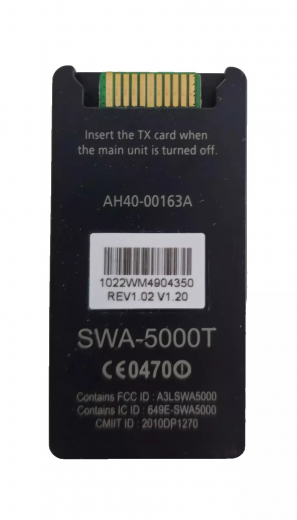 Insert the TX card when
the main unit is turned off.
AH40-00163A
1022WM4904350
REV1.02 V1.20
SWA-5000T
CE0470
Contains FCC ID : A3LSWA5000
Contains IC ID : 649E-SWA5000
CMIIT ID : 2010DP1270